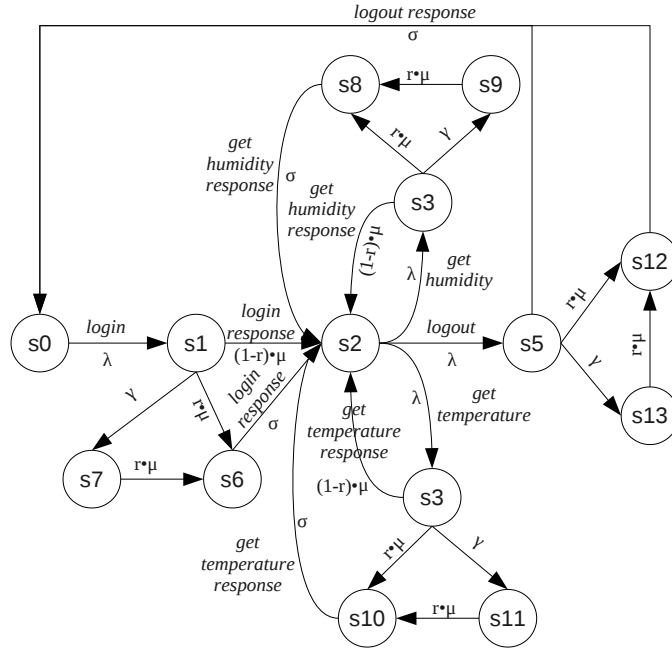 logout response
σ
s8
r•μ
s9
get
humidity
response
σ
r•μ
γ
get
humidity
response
s3
(1-r)•μ
λ
get
humidity
s12
s0
login
λ
s1
login
response
(1-r)•μ
s2
logout
λ
s5
r•μ
γ
r•μ
s13
γ
r•μ
login
response
σ
s7
r•μ
s6
λ
get
temperature
get
temperature
response
(1-r)•μ
s3
σ
get
temperature
response
r•μ
γ
s10
r•μ
s11